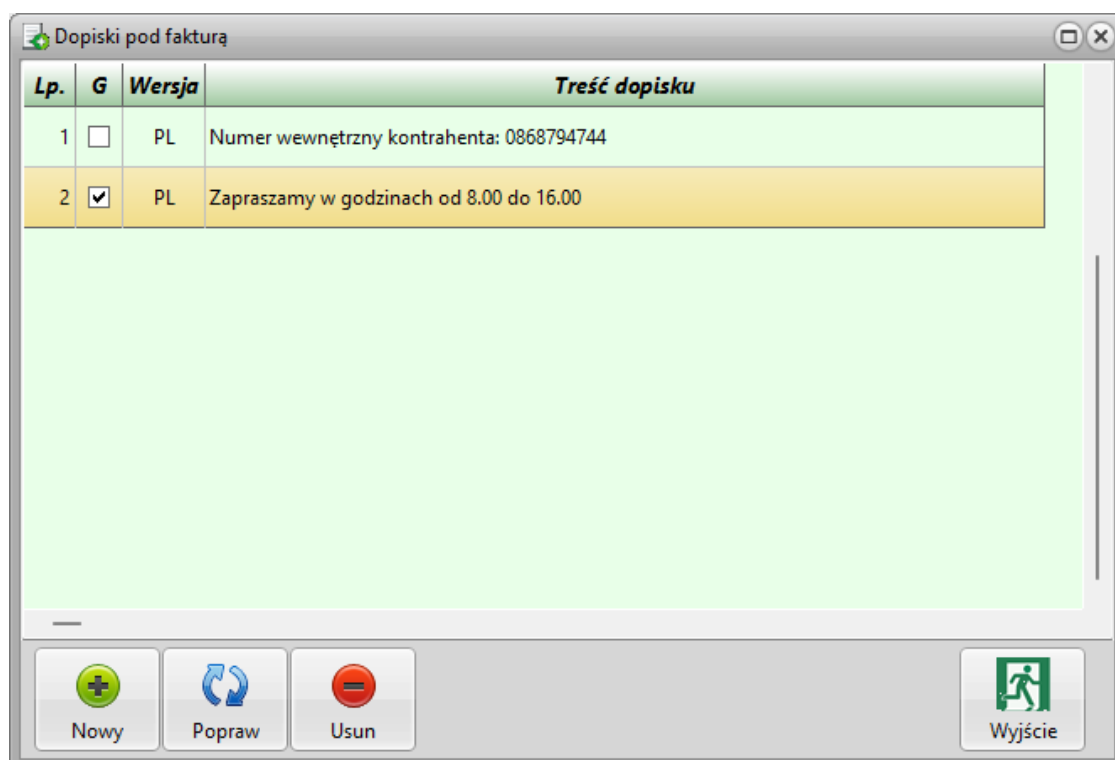 Dopiski pod fakturą
Lp. G Wersja Treść dopisku
1 PL Numer wewnętrzny kontrahenta: 0868794744
2 PL Zapraszamy w godzinach od 8.00 do 16.00
Nowy Popraw Usun Wyjście